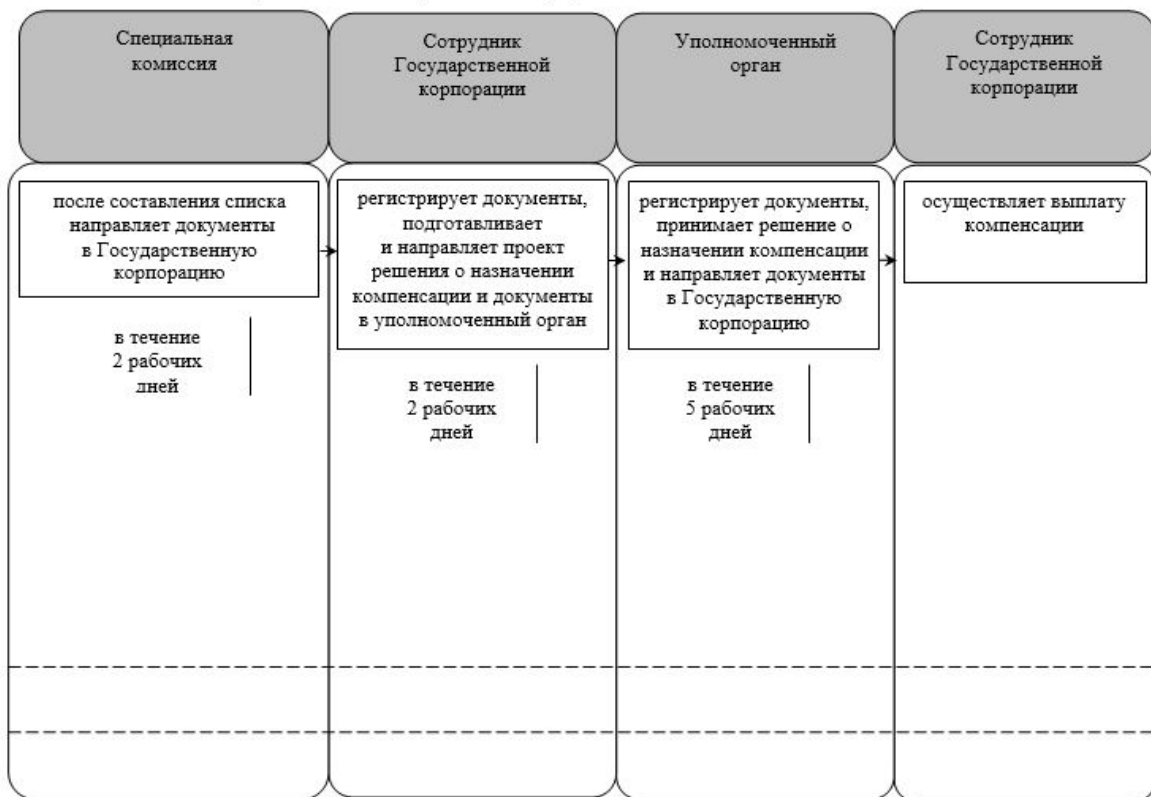 Специальная
комиссия
Сотрудник
Государственной
корпорации
Уполномоченный
орган
Сотрудник
Государственной
корпорации
после составления списка
направляет документы
в Государственную
корпорацию
в течение
2 рабочих
дней
регистрирует документы,
подготавливает
и направляет проект
решения о назначении
компенсации и документы
в уполномоченный орган
в течение
2 рабочих
дней
регистрирует документы,
принимает решение о
назначении компенсации
и направляет документы
в Государственную
корпорацию
в течение
5 рабочих
дней
осуществляет выплату
компенсации